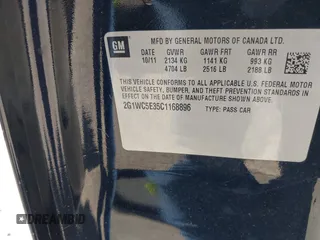 GM
MFD BY GENERAL MOTORS OF CANADA LTD.
DATE GVWR GAWR FRT GAWR RR
10/11 2134 KG 1141 KG 993 KG
4704 LB 2516 LB 2188 LB
THIS VEHICLE CONFORMS TO ALL APPLICABLE U.S. FEDERAL MOTOR
VEHICLE SAFETY, BUMPER, AND THEFT PREVENTION STANDARDS IN
EFFECT ON THE DATE OF MANUFACTURE SHOWN ABOVE.
2G1WC5E35C1168896 TYPE: PASS CAR
AUTOBIDMASTER